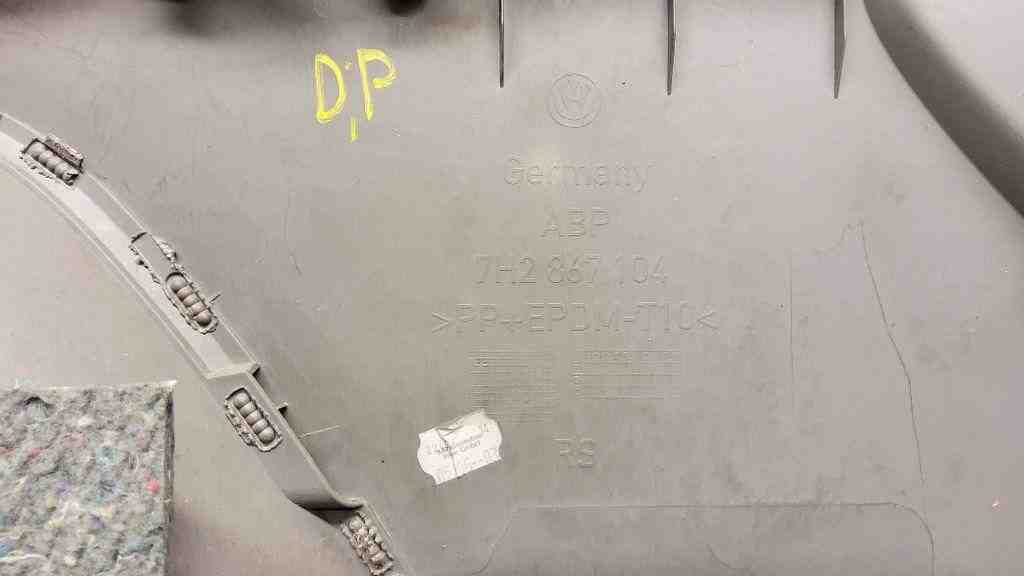 D.P
Germany
ABP
7H2 867 104
>PP+EPDM-T10<
RS